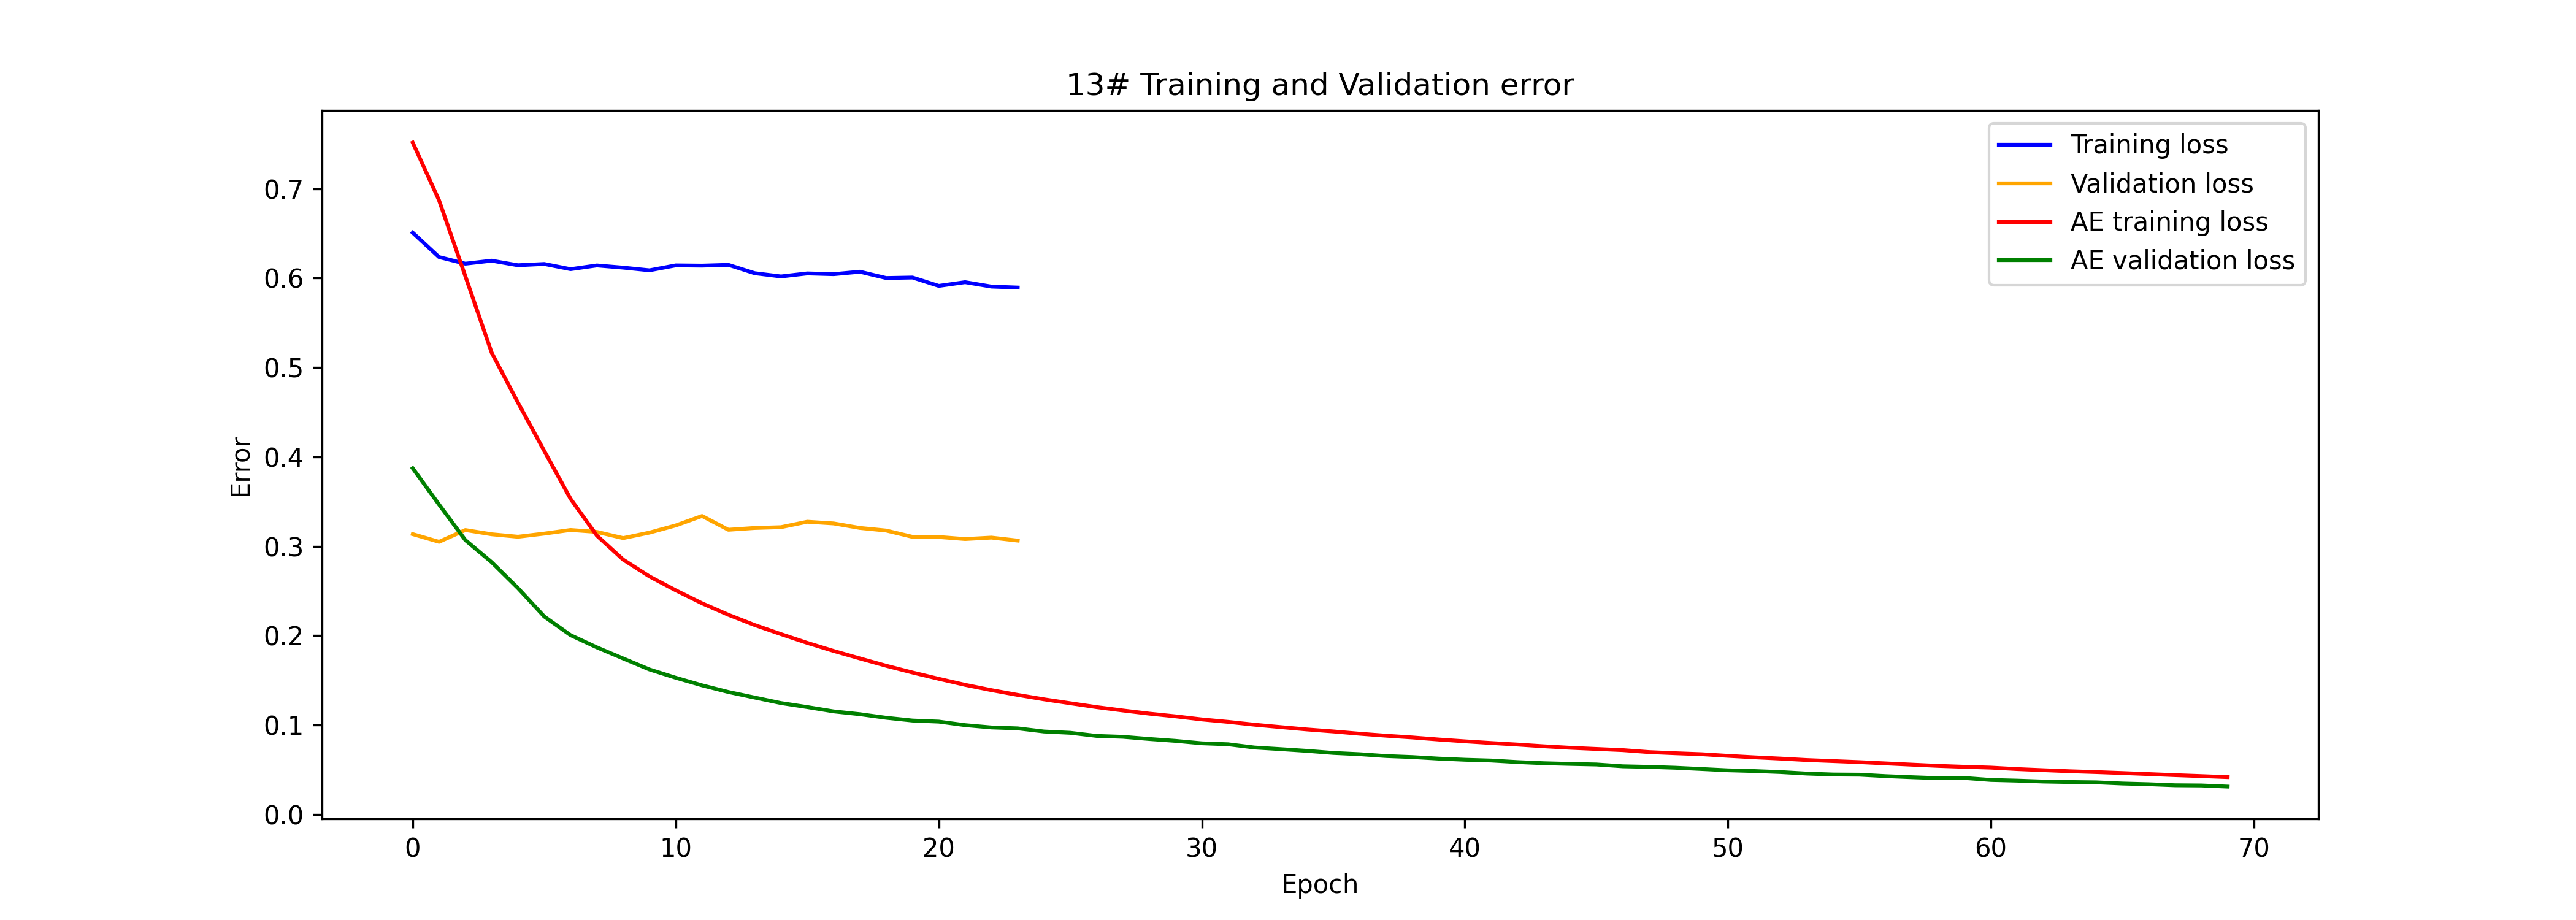 13# Training and Validation error
Training loss
Validation loss
AE training loss
AE validation loss
Error
0.7
0.6
0.5
0.4
0.3
0.2
0.1
0.0
0 10 20 30 40 50 60 70
Epoch